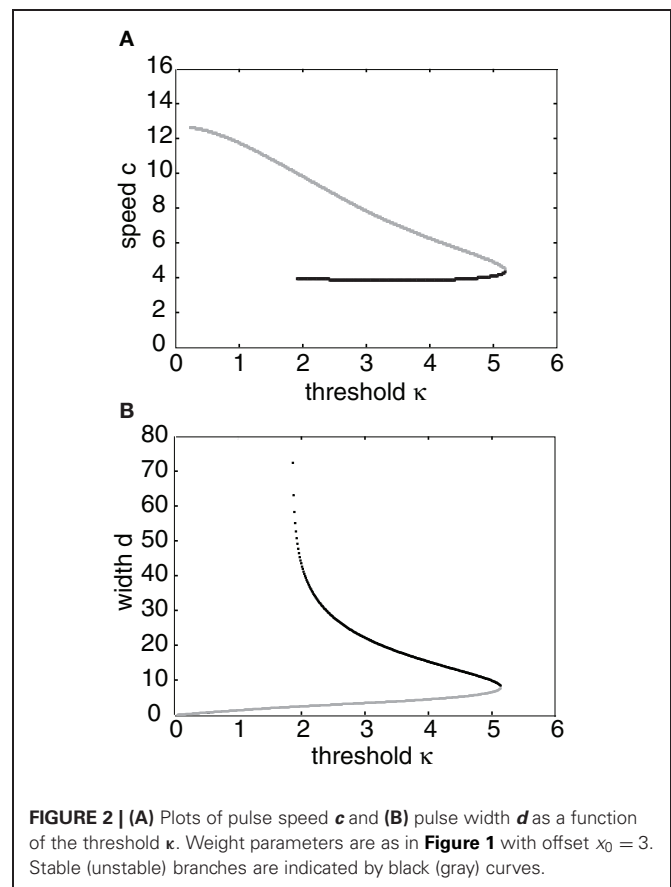 A
16
14
12
10
8
6
4
2
0
speed c
0 1 2 3 4 5 6
threshold κ
B
80
70
60
50
40
30
20
10
0
width d
0 1 2 3 4 5 6
threshold κ
FIGURE 2 | (A) Plots of pulse speed c and (B) pulse width d as a function
of the threshold κ. Weight parameters are as in Figure 1 with offset x₀ = 3.
Stable (unstable) branches are indicated by black (gray) curves.